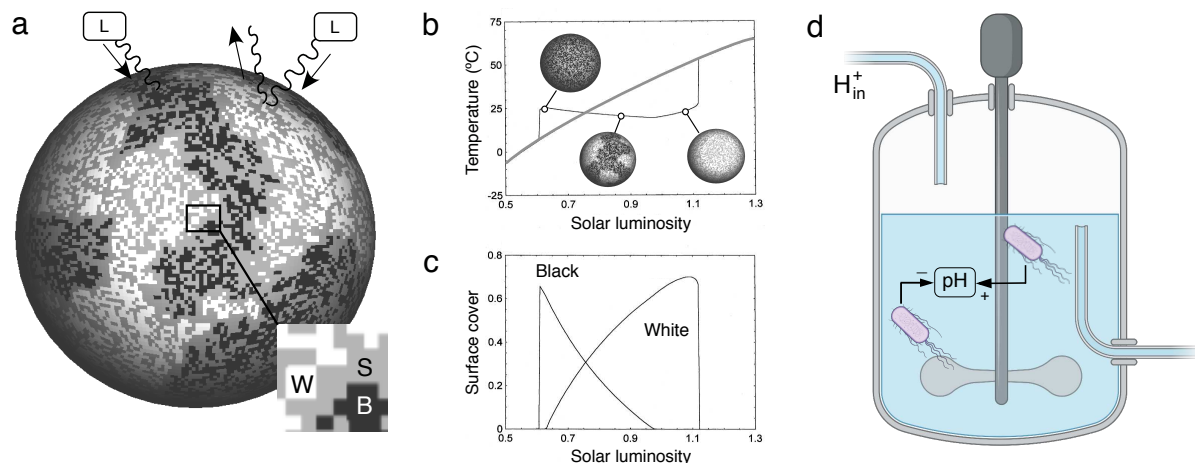 a
L
L
W
S
B
b
Temperature (ºC)
75
50
25
0
-25
0.5
0.7
0.9
1.1
1.3
Solar luminosity
c
Surface cover
0.8
0.6
0.4
0.2
0
Black
White
0.5
0.7
0.9
1.1
1.3
Solar luminosity
d
H⁺in
− pH +